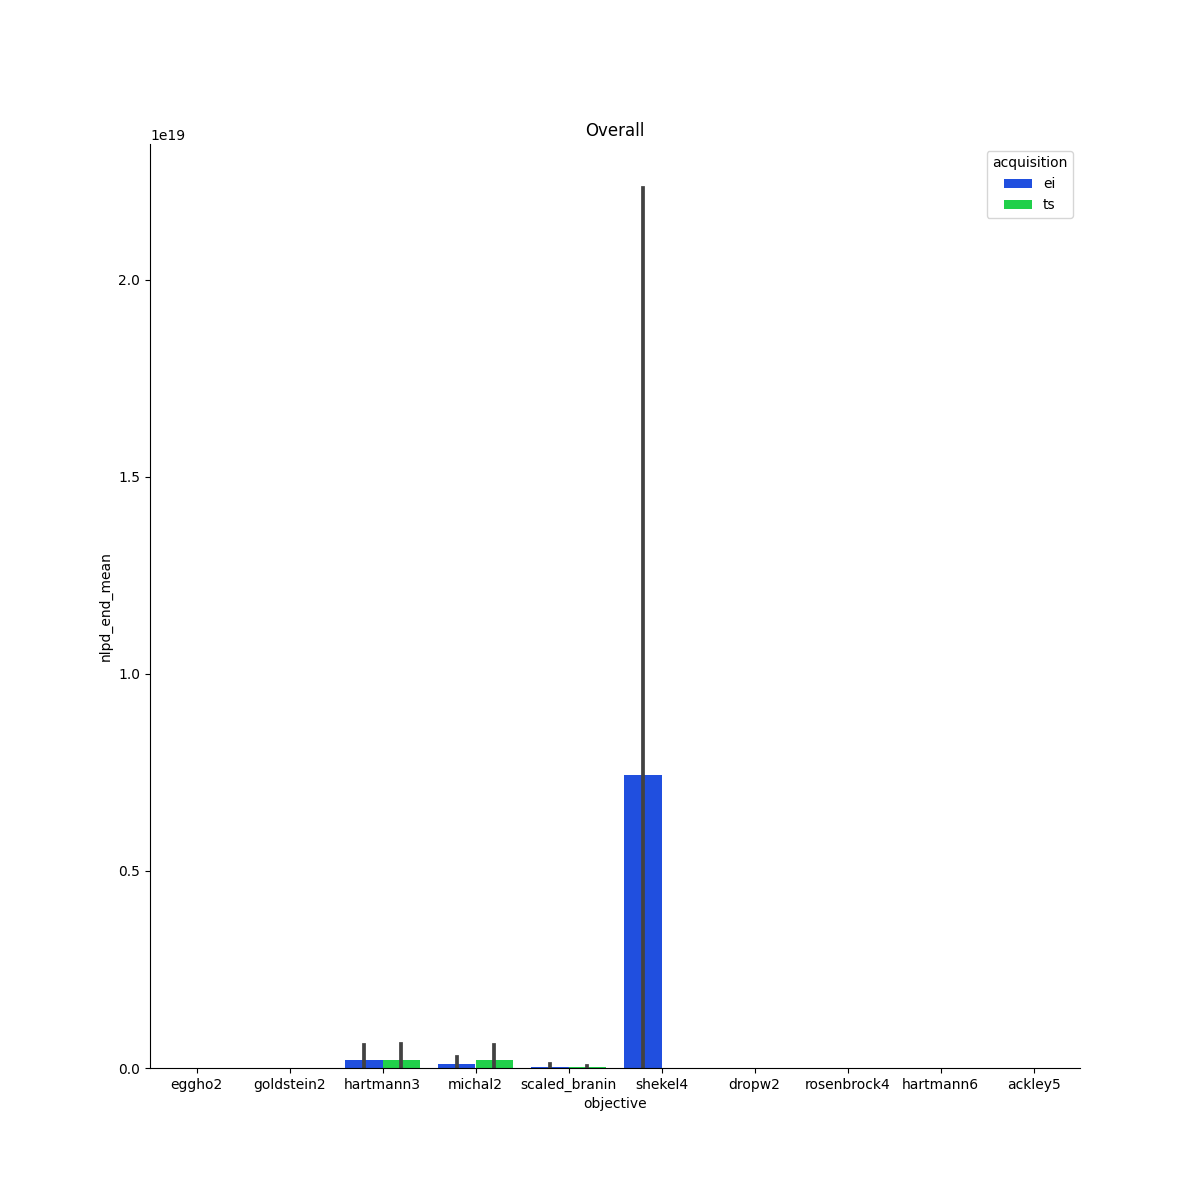 Overall
1e19
acquisition
ei
ts
2.0
1.5
1.0
0.5
0.0
nlpd_end_mean
eggho2 goldstein2 hartmann3 michal2 scaled_branin shekel4 dropw2 rosenbrock4 hartmann6 ackley5
objective